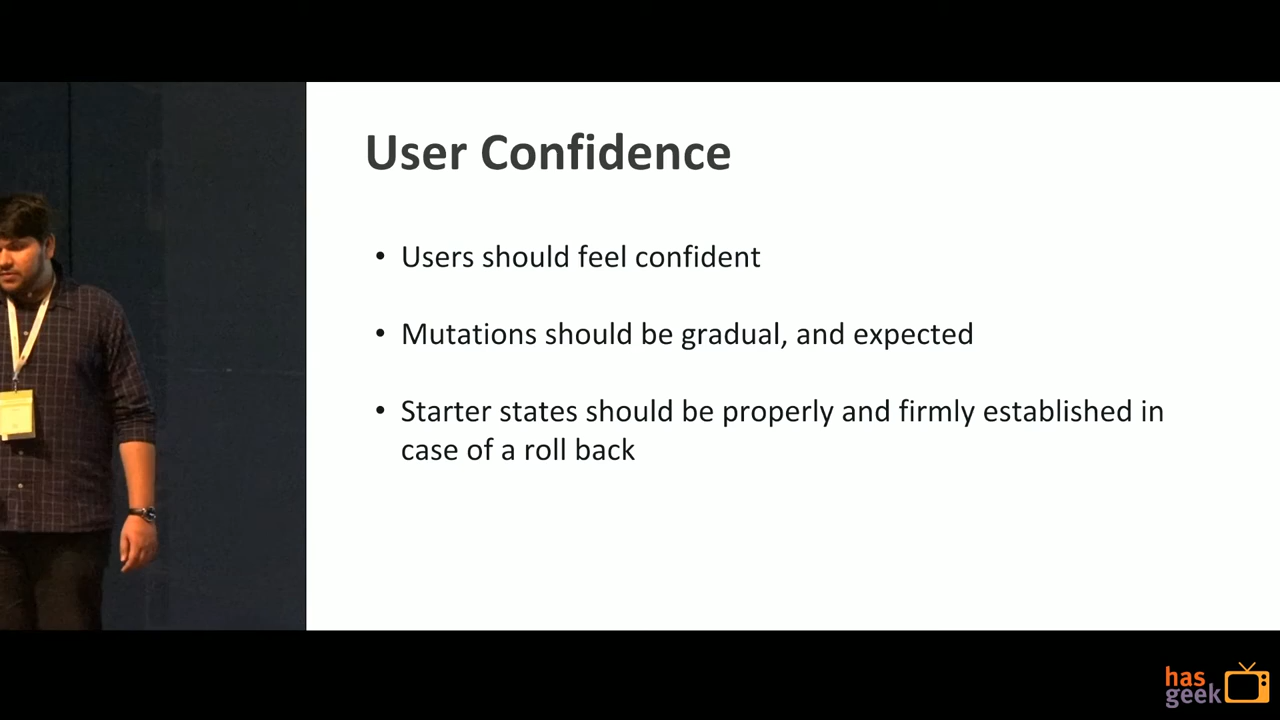 User Confidence
• Users should feel confident
• Mutations should be gradual, and expected
• Starter states should be properly and firmly established in
case of a roll back
has
geek